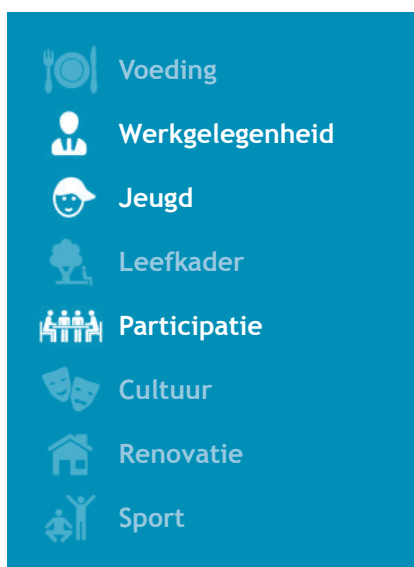 Voeding
Werkgelegenheid
Jeugd
Leefkader
Participatie
Cultuur
Renovatie
Sport